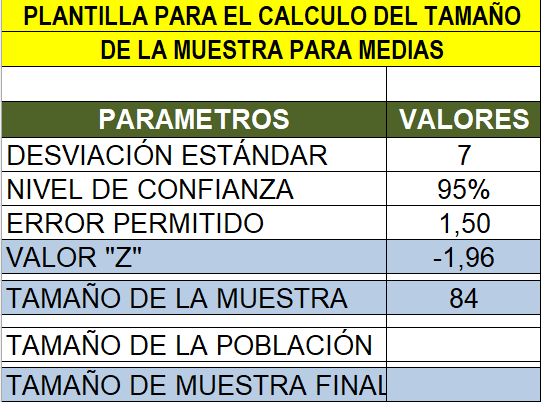 PLANTILLA PARA EL CALCULO DEL TAMAÑO
DE LA MUESTRA PARA MEDIAS
PARAMETROS VALORES
DESVIACIÓN ESTÁNDAR 7
NIVEL DE CONFIANZA 95%
ERROR PERMITIDO 1,50
VALOR "Z" -1,96
TAMAÑO DE LA MUESTRA 84
TAMAÑO DE LA POBLACIÓN
TAMAÑO DE MUESTRA FINAL